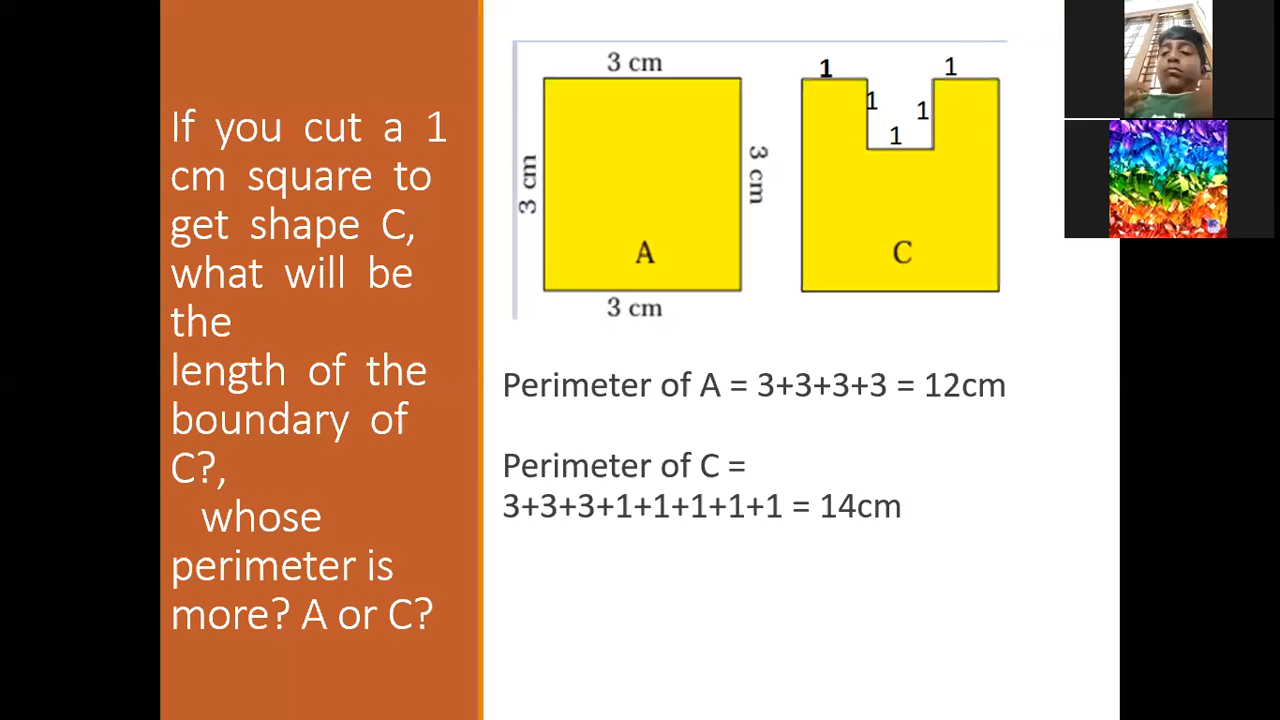 If you cut a 1
cm square to
get shape C,
what will be
the
length of the
boundary of
C?,
whose
perimeter is
more? A or C?
3 cm
3 cm
3 cm
A
3 cm
1
1
1
1
1
C
Perimeter of A = 3+3+3+3 = 12cm
Perimeter of C =
3+3+3+1+1+1+1+1 = 14cm